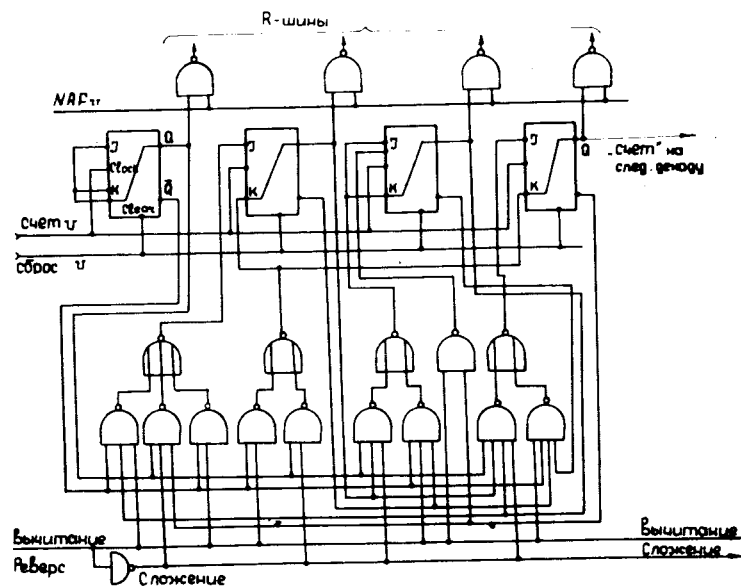 R-шины
NAF υ
J
Q
Clock
K
Q̅
Clear
J
K
J
K
J
K
Q
„Счет" на
след. декаду
Счет υ
Сброс υ
Вычитание
Реверс
Сложение
Вычитание
Сложение